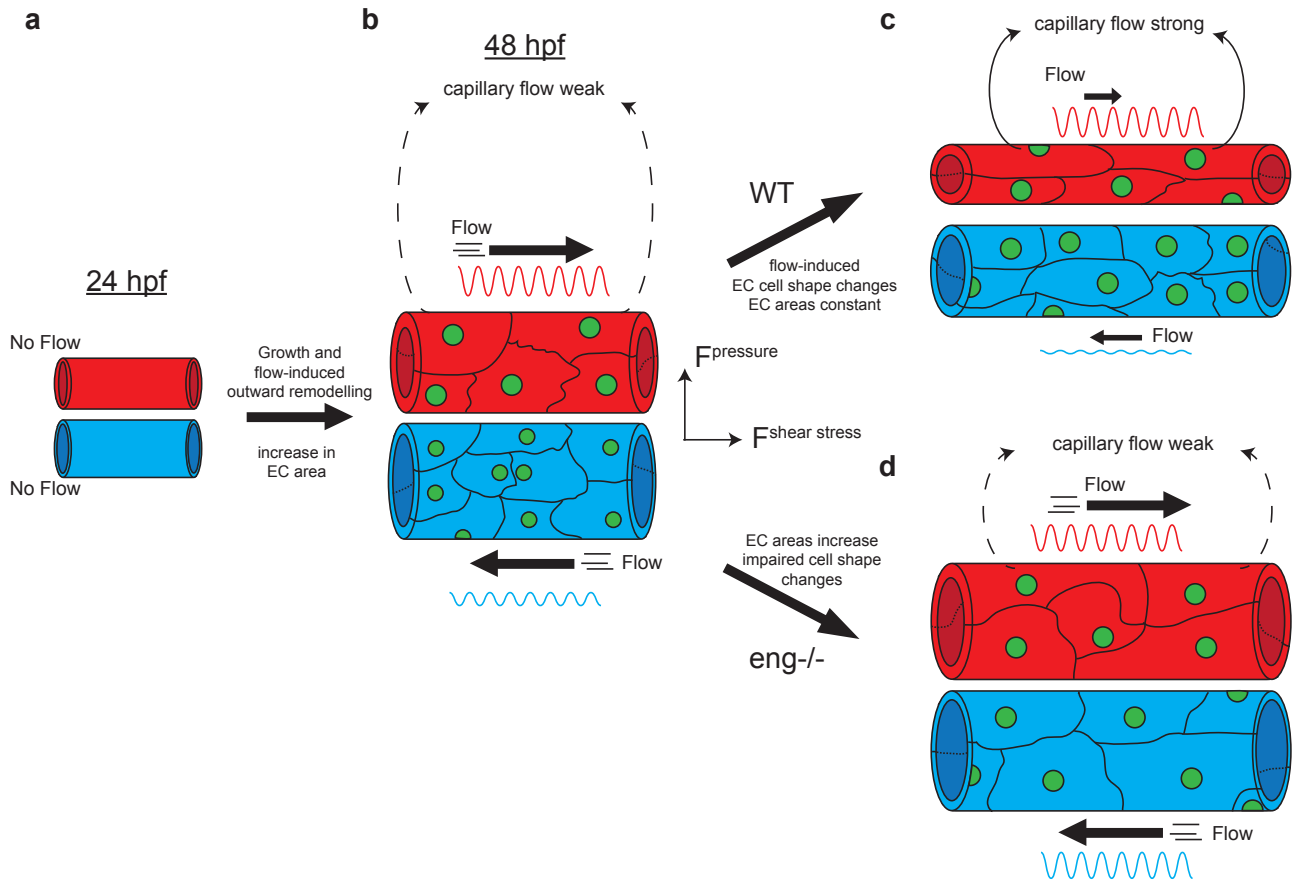 a
24 hpf
No Flow
No Flow
Growth and
flow-induced
outward remodelling
increase in
EC area
b
48 hpf
capillary flow weak
Flow
Flow
F pressure
F shear stress
WT
flow-induced
EC cell shape changes
EC areas constant
EC areas increase
impaired cell shape
changes
eng-/-
c
capillary flow strong
Flow
Flow
d
capillary flow weak
Flow
Flow